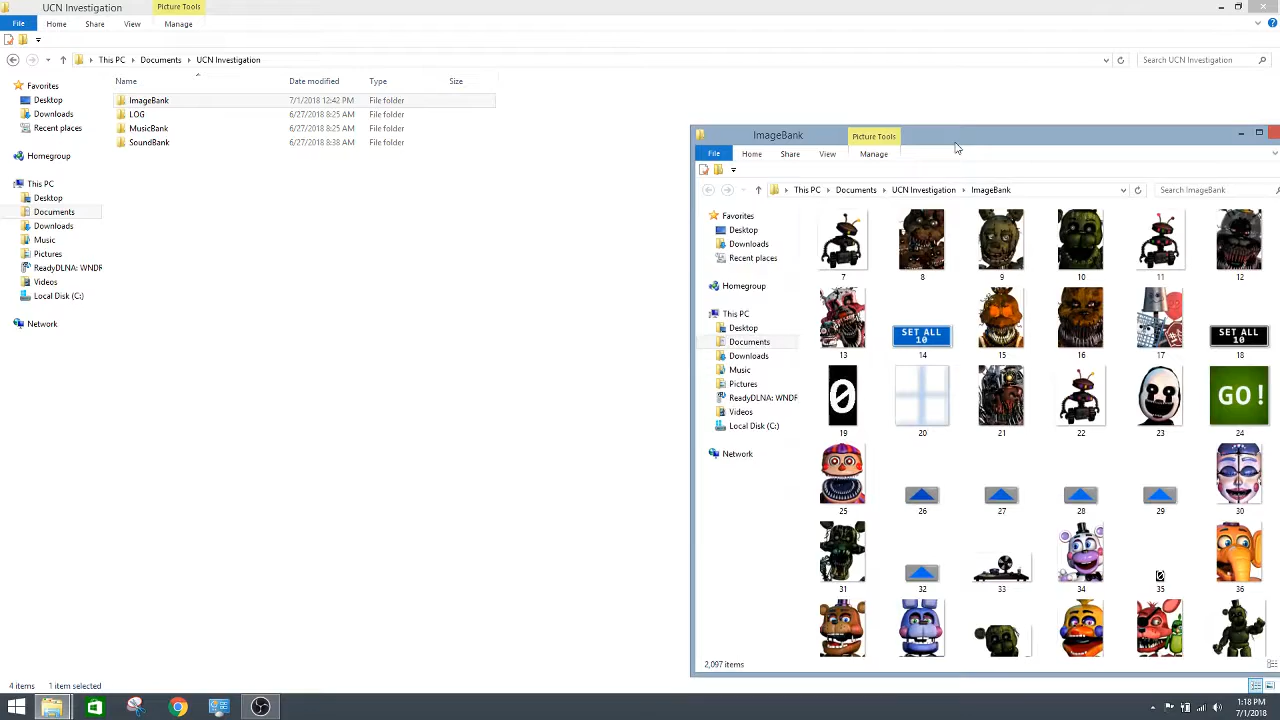 UCN Investigation
Picture Tools
File
Home
Share
View
Manage
This PC
Documents
UCN Investigation
Search UCN Investigation
Name
Date modified
Type
Size
Favorites
Desktop
Downloads
Recent places
Homegroup
This PC
Desktop
Documents
Downloads
Music
Pictures
ReadyDLNA: WNDR
Videos
Local Disk (C:)
Network
ImageBank 7/1/2018 12:42 PM File folder
LOG 6/27/2018 8:25 AM File folder
MusicBank 6/27/2018 8:25 AM File folder
SoundBank 6/27/2018 8:38 AM File folder
ImageBank
Picture Tools
File
Home
Share
View
Manage
This PC
Documents
UCN Investigation
ImageBank
Search ImageBank
Favorites
Desktop
Downloads
Recent places
Homegroup
This PC
Desktop
Documents
Downloads
Music
Pictures
ReadyDLNA: WNDR
Videos
Local Disk (C:)
Network
7 8 9 10 11 12
SET ALL
10
SET ALL
10
13 14 15 16 17 18
0
GO!
19 20 21 22 23 24
25 26 27 28 29 30
0
31 32 33 34 35 36
2,097 items
4 items 1 item selected
1:18 PM
7/1/2018